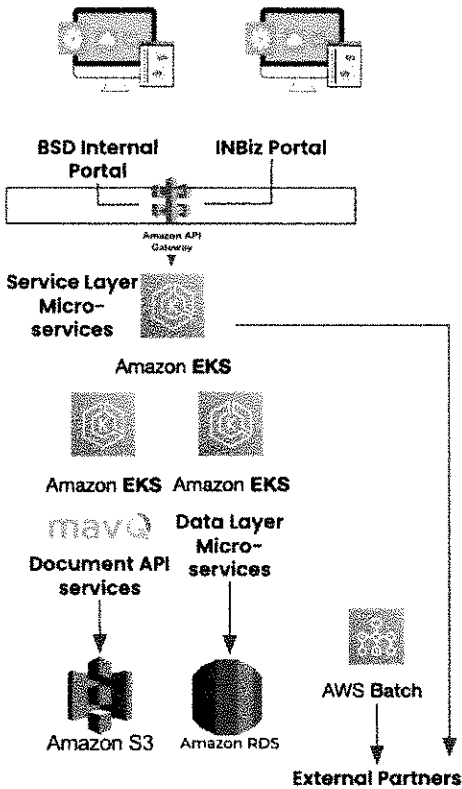 BSD Internal
Portal
INBiz Portal
Amazon API
Gateway
Service Layer
Micro-
services
Amazon EKS
Amazon EKS
Amazon EKS
mavQ
Document API
services
Data Layer
Micro-
services
AWS Batch
Amazon S3
Amazon RDS
External Partners